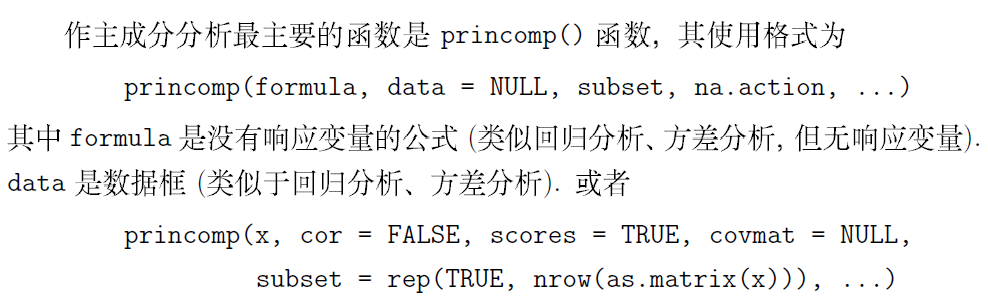 作主成分分析最主要的函数是 princomp() 函数, 其使用格式为
princomp(formula, data = NULL, subset, na.action, ...)
其中 formula 是没有响应变量的公式 (类似回归分析、方差分析, 但无响应变量).
data 是数据框 (类似于回归分析、方差分析). 或者
princomp(x, cor = FALSE, scores = TRUE, covmat = NULL,
subset = rep(TRUE, nrow(as.matrix(x))), ...)